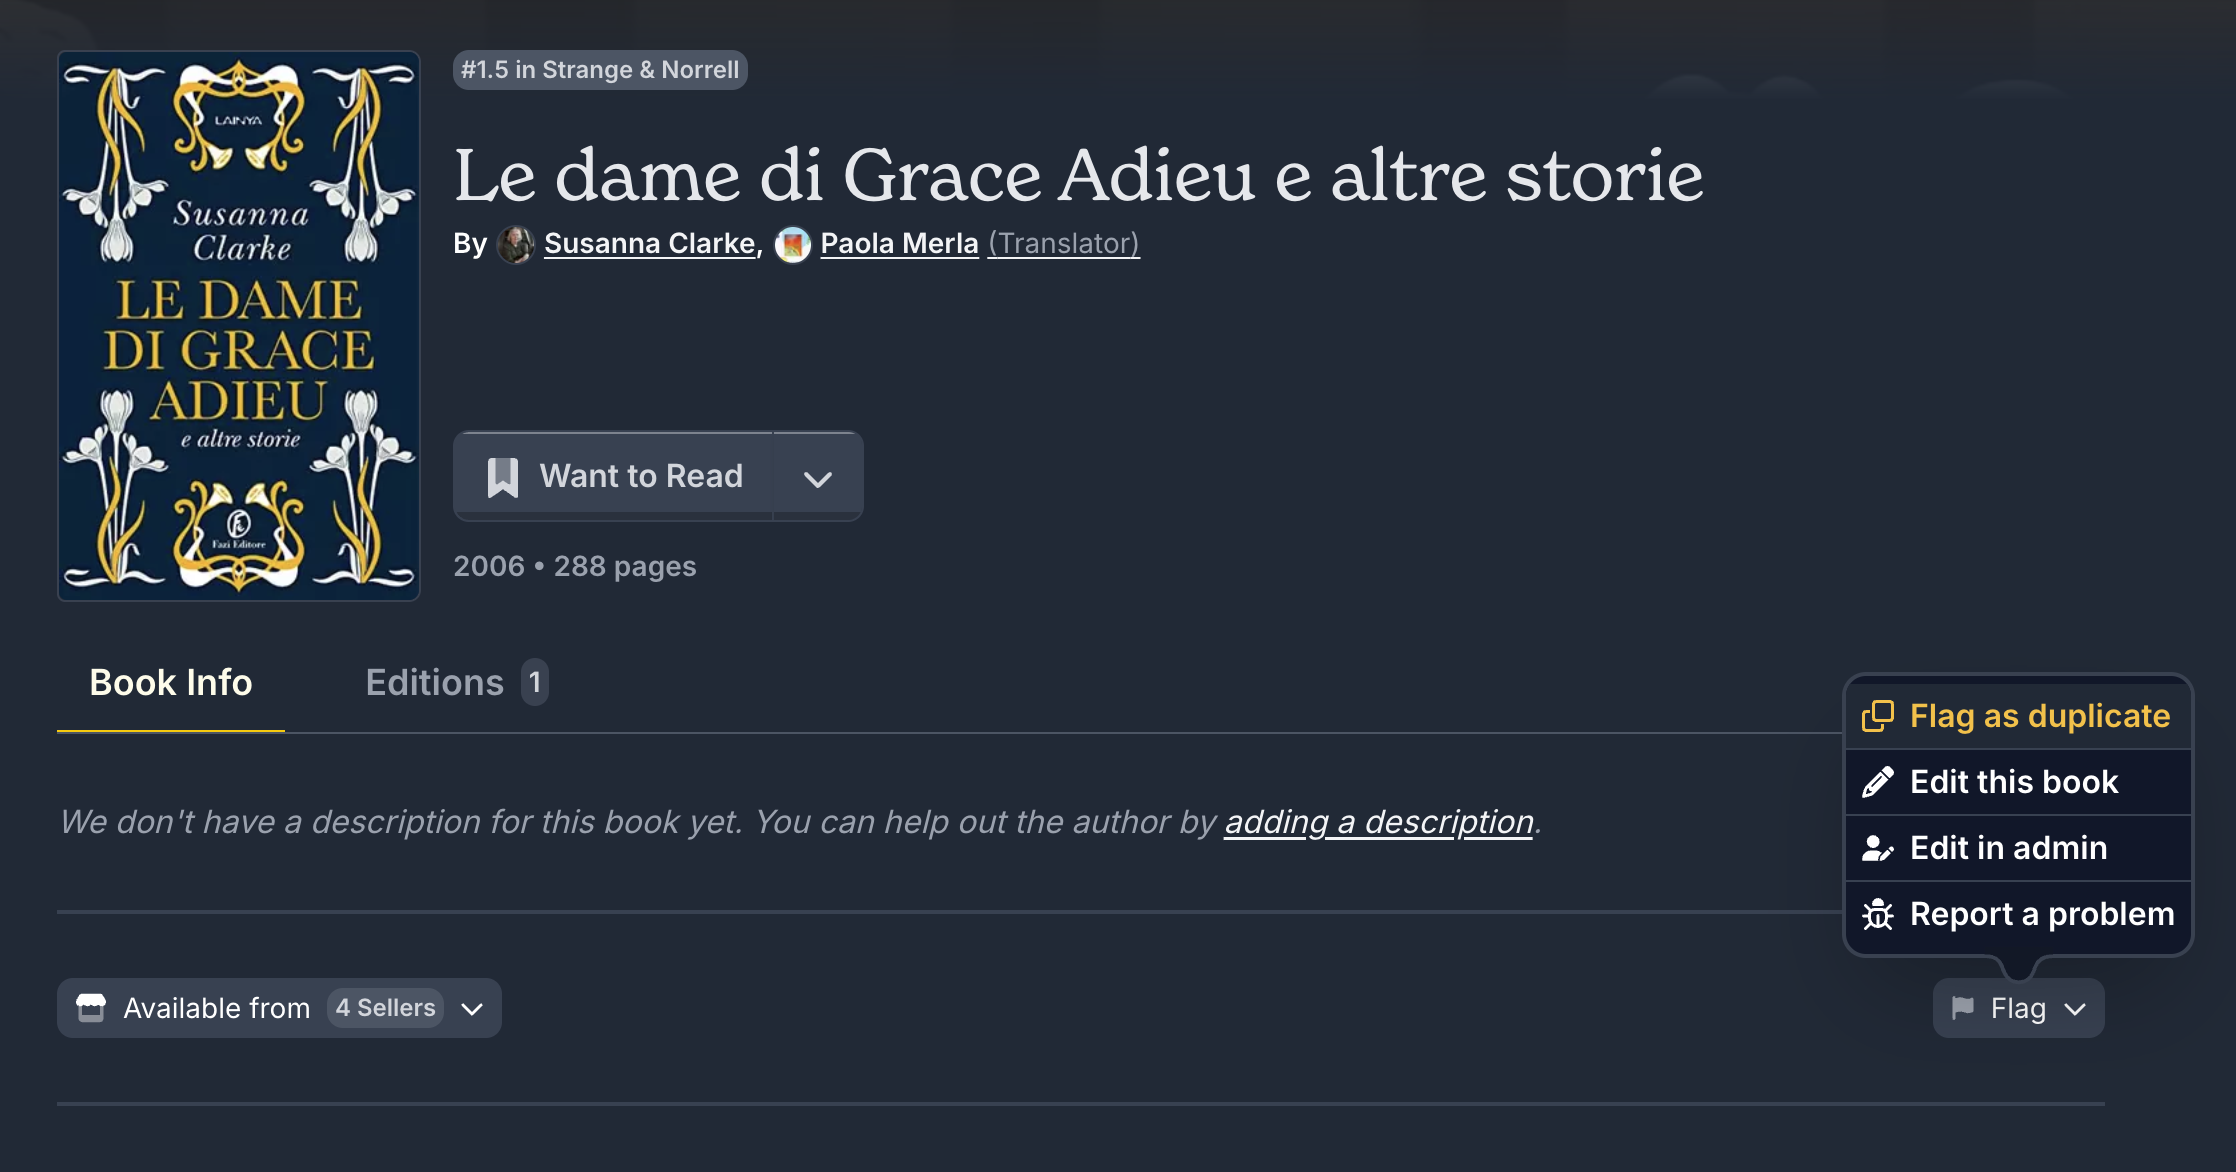 #1.5 in Strange & Norrell
Le dame di Grace Adieu e altre storie
By Susanna Clarke, Paola Merla (Translator)
LAINYA
Susanna
Clarke
LE DAME
DI GRACE
ADIEU
e altre storie
Fazi Editore
Want to Read
2006 • 288 pages
Book Info
Editions 1
We don't have a description for this book yet. You can help out the author by adding a description.
Flag as duplicate
Edit this book
Edit in admin
Report a problem
Available from 4 Sellers
Flag